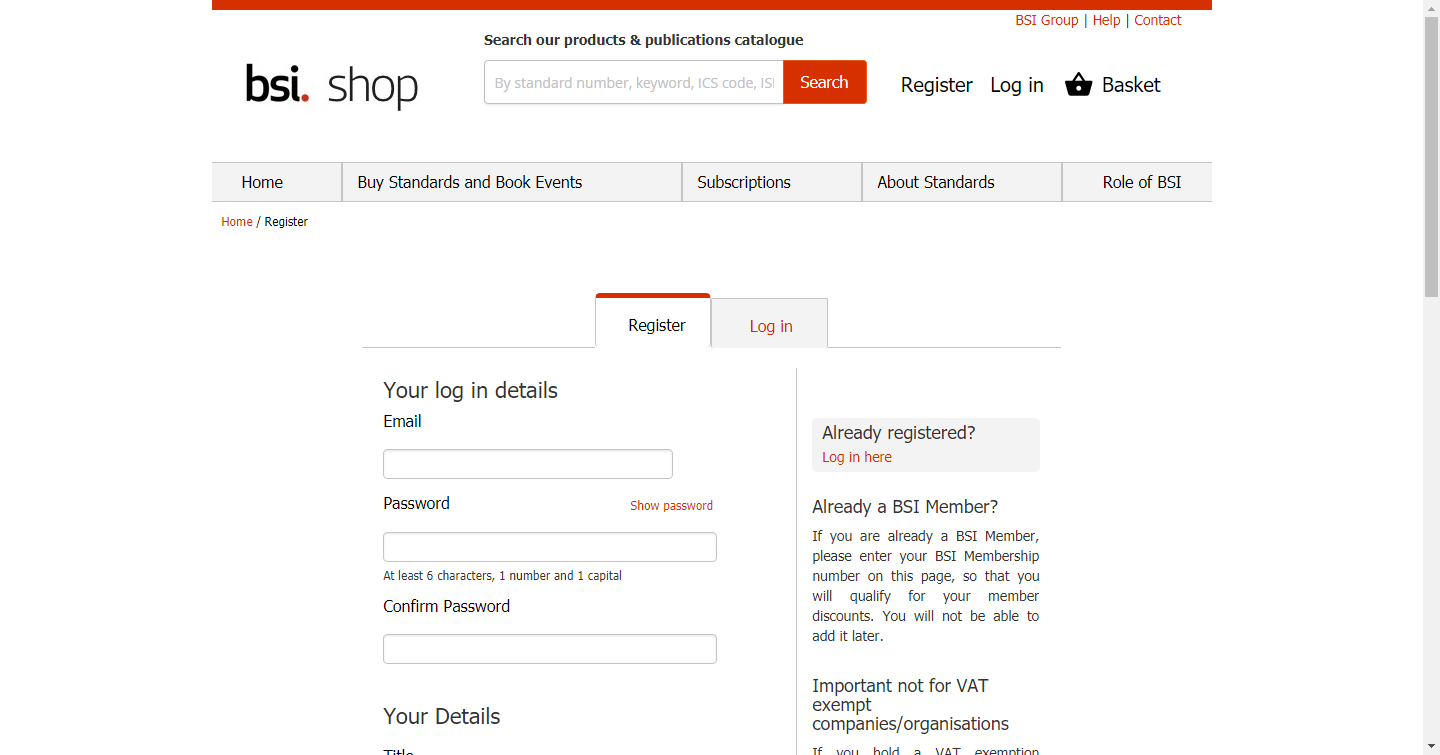 BSI Group | Help | Contact
Search our products & publications catalogue
bsi. shop
By standard number, keyword, ICS code, ISI
Search
Register
Log in
Basket
Home
Buy Standards and Book Events
Subscriptions
About Standards
Role of BSI
Home / Register
Register
Log in
Your log in details
Email
Password
Show password
At least 6 characters, 1 number and 1 capital
Confirm Password
Your Details
Title
Already registered?
Log in here
Already a BSI Member?
If you are already a BSI Member,
please enter your BSI Membership
number on this page, so that you
will qualify for your member
discounts. You will not be able to
add it later.
Important not for VAT
exempt
companies/organisations
If you hold a VAT exemption